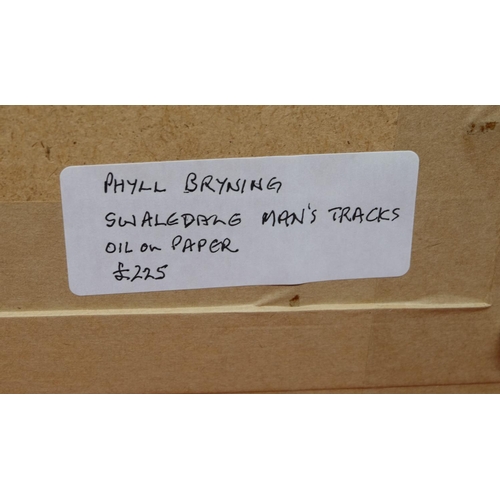 PHYLL BRYNING
SWALEDALE MAN'S TRACKS
OIL ON PAPER
£225